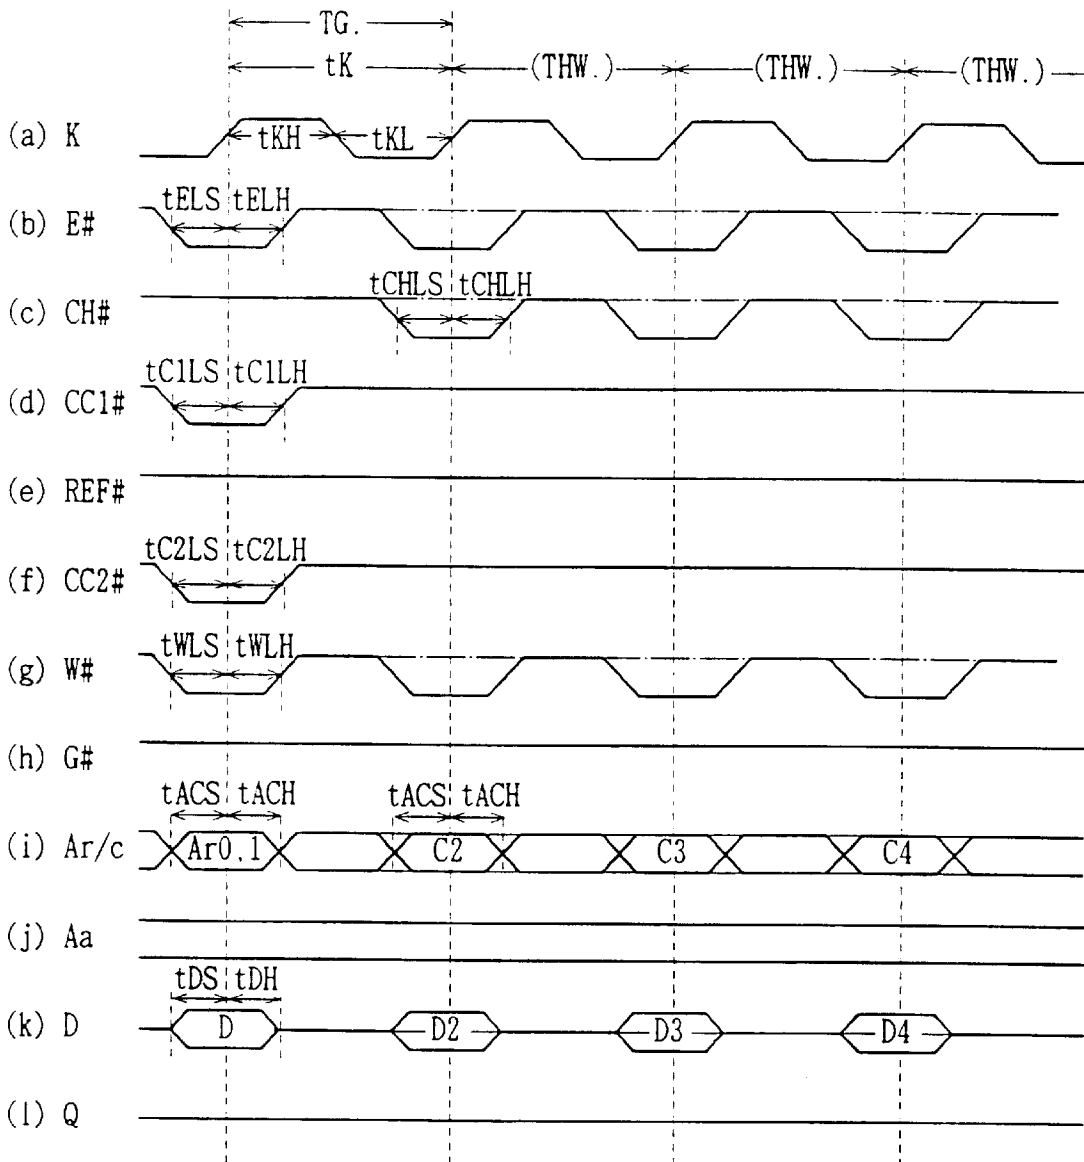 TG.
tK (THW.) (THW.) (THW.)
(a) K tKH tKL
(b) E# tELS tELH
(c) CH# tCHLS tCHLH
(d) CC1# tC1LS tC1LH
(e) REF#
(f) CC2# tC2LS tC2LH
(g) W# tWLS tWLH
(h) G#
tACS tACH tACS tACH
(i) Ar/c Ar0.1 C2 C3 C4
(j) Aa
tDS tDH
(k) D D D2 D3 D4
(l) Q